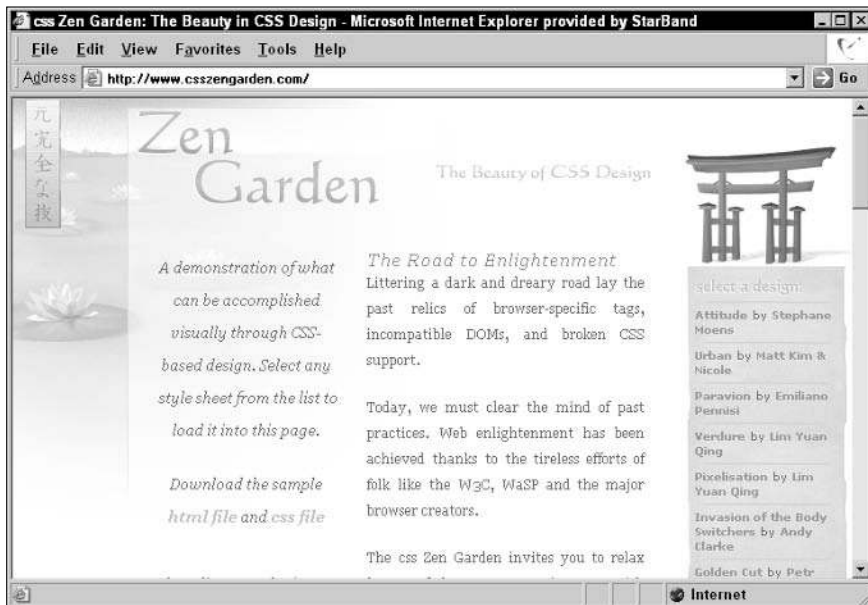 css Zen Garden: The Beauty in CSS Design - Microsoft Internet Explorer provided by StarBand
File Edit View Favorites Tools Help
Address http://www.csszengarden.com/ Go
完全な
Zen
Garden
The Beauty of CSS Design
A demonstration of what
can be accomplished
visually through CSS-
based design. Select any
style sheet from the list to
load it into this page.
Download the sample
html file and css file
The Road to Enlightenment
Littering a dark and dreary road lay the
past relics of browser-specific tags,
incompatible DOMs, and broken CSS
support.
Today, we must clear the mind of past
practices. Web enlightenment has been
achieved thanks to the tireless efforts of
folk like the W3C, WaSP and the major
browser creators.
The css Zen Garden invites you to relax
select a design:
Attitude by Stephane
Moens
Urban by Matt Kim &
Nicole
Paravion by Emiliano
Pennisi
Verdure by Lim Yuan
Qing
Pixelisation by Lim
Yuan Qing
Invasion of the Body
Switchers by Andy
Clarke
Golden Cut by Petr
Internet